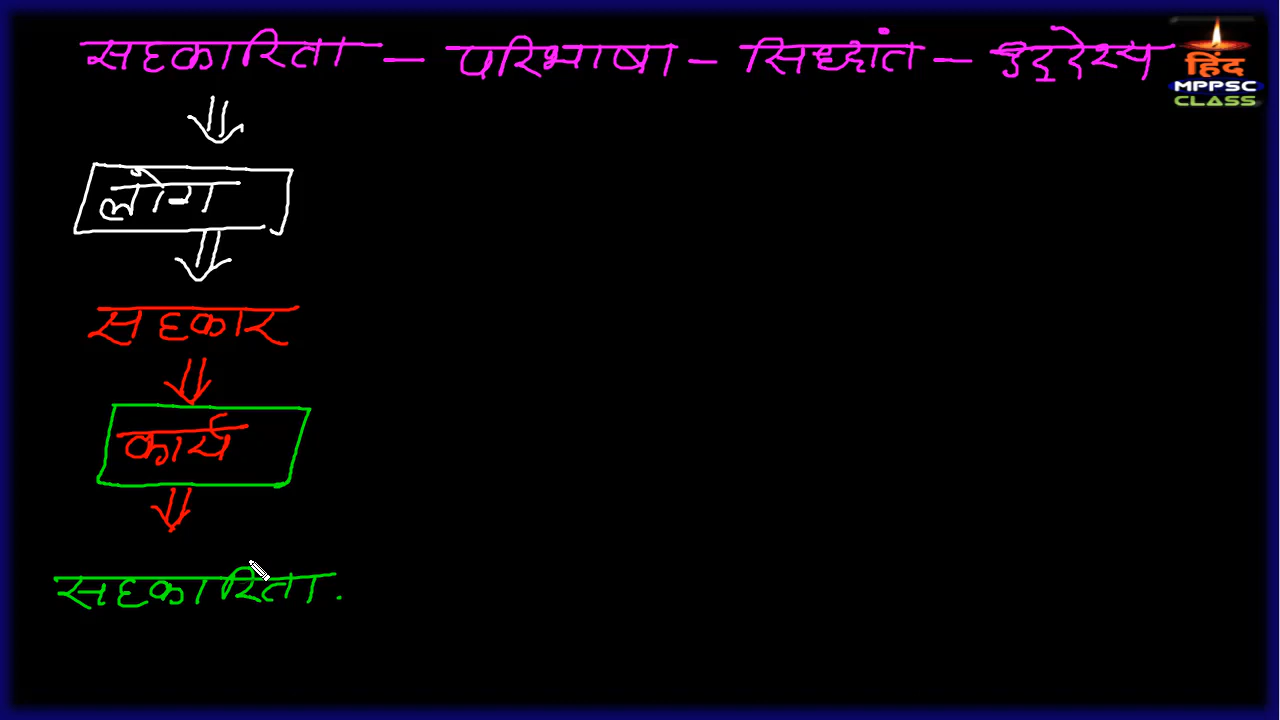 सहकारिता – परिभाषा – सिध्दांत – उद्देश्य
हिंद
MPPSC
CLASS
लोग
सहकार
कार्य
सहकारिता.